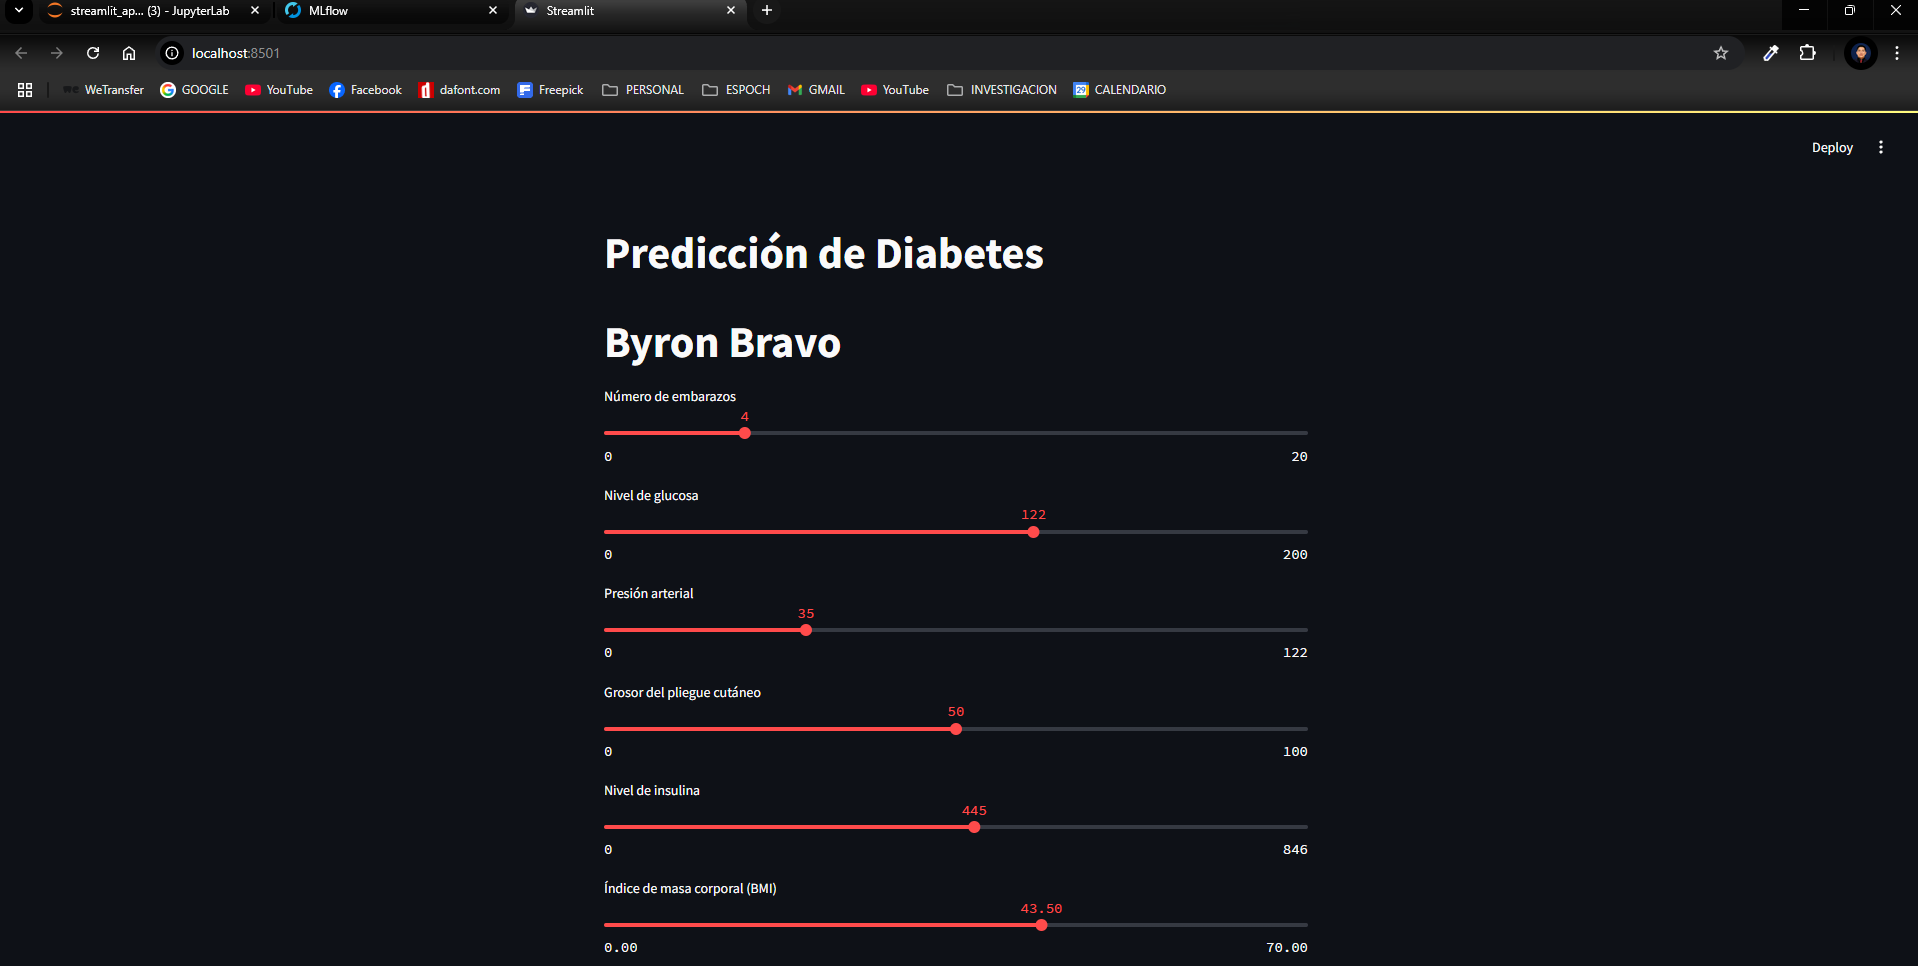 streamlit_ap... (3) - JupyterLab
MLflow
Streamlit
localhost:8501
we WeTransfer
GOOGLE
YouTube
Facebook
d dafont.com
F Freepick
PERSONAL
ESPOCH
GMAIL
YouTube
INVESTIGACION
29 CALENDARIO
Deploy
Predicción de Diabetes
Byron Bravo
Número de embarazos
4
0 20
Nivel de glucosa
122
0 200
Presión arterial
35
0 122
Grosor del pliegue cutáneo
50
0 100
Nivel de insulina
445
0 846
Índice de masa corporal (BMI)
43.50
0.00 70.00